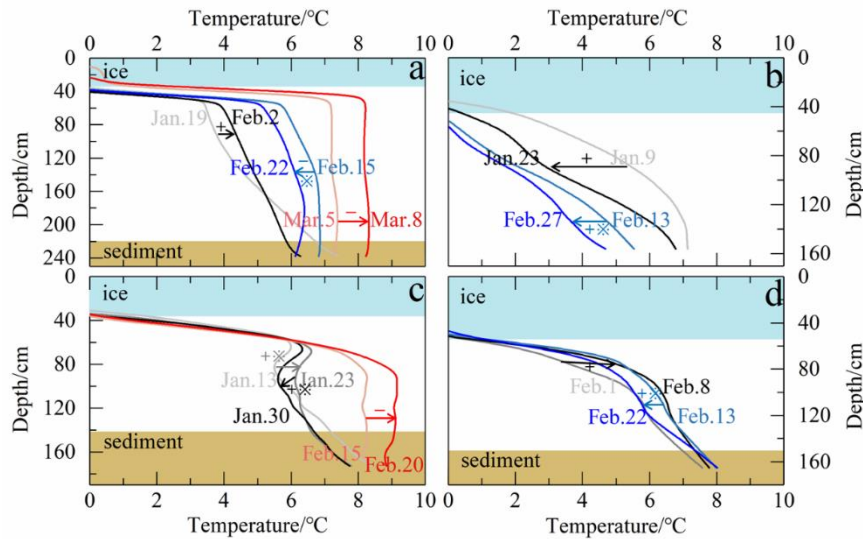 Temperature/℃ Temperature/℃
0 2 4 6 8 10 0 2 4 6 8 10
0 ice a ice b 0
40 40
80 Jan.19 + Feb.2 Jan.23 + Jan.9 80
120 Feb.22 − Feb.15 120
160 ※ Feb.27 + ※ Feb.13 160
200 Mar.5 − Mar.8
240 sediment
Depth/cm Depth/cm
0 ice c ice d 0
40 40
80 + ※ Jan.13 Jan.23 − Feb.1 Feb.8 80
120 + ※ Jan.30 − + ※ Feb.22 Feb.13 120
160 sediment Feb.15 Feb.20 sediment 160
Depth/cm Depth/cm
0 2 4 6 8 10 0 2 4 6 8 10
Temperature/℃ Temperature/℃